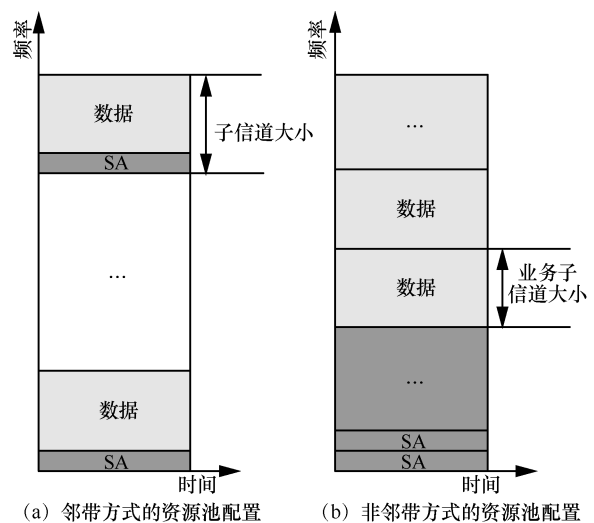 频率
数据
SA
子信道大小
…
数据
SA
时间
(a) 邻带方式的资源池配置
频率
…
数据
数据
业务子
信道大小
…
SA
SA
时间
(b) 非邻带方式的资源池配置